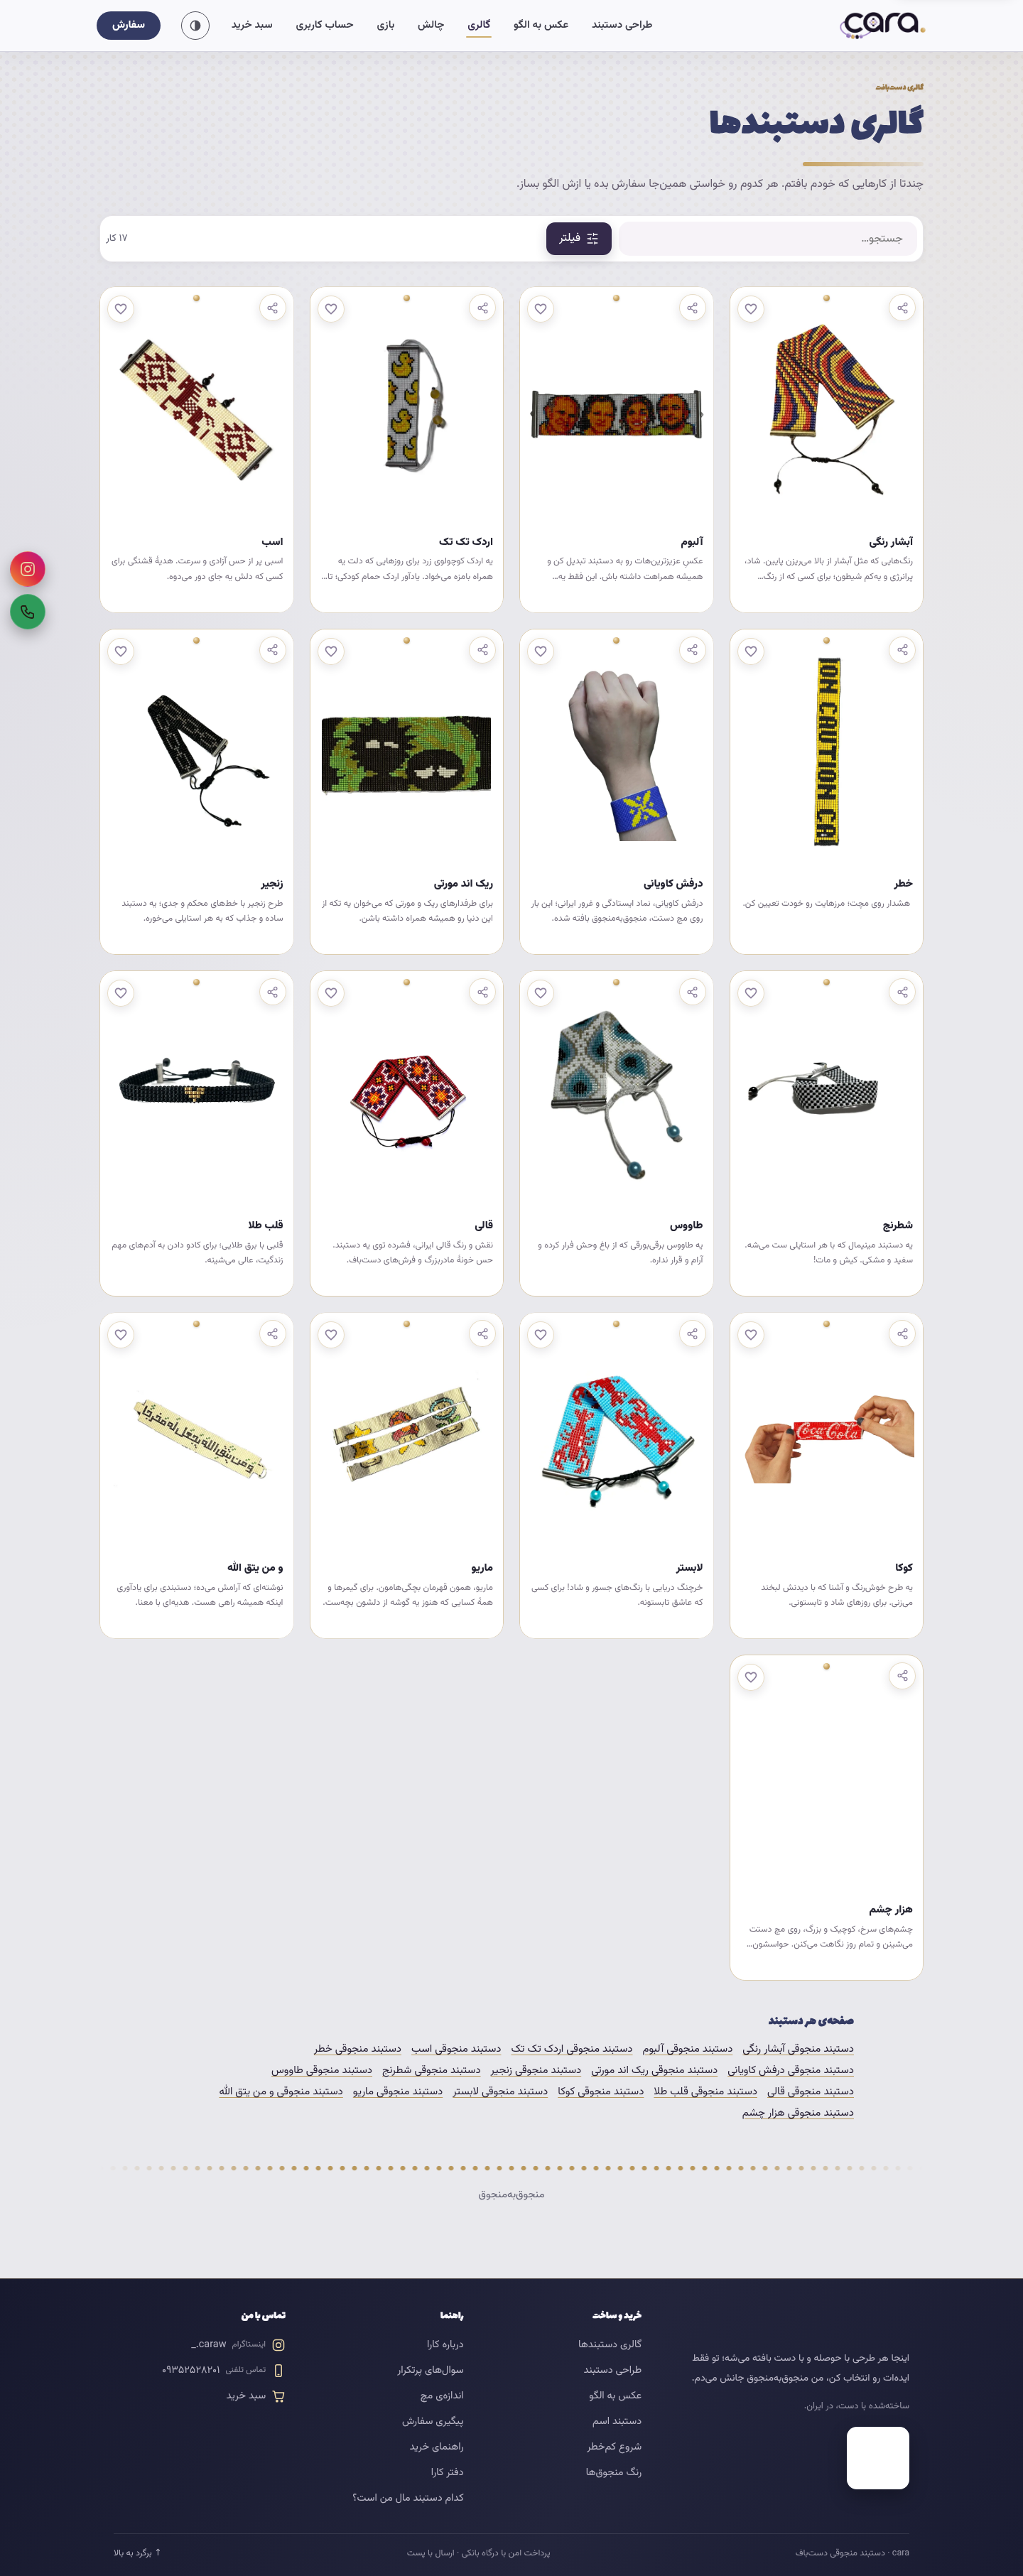 cara.
طراحی دستبند
عکس به الگو
گالری
چالش
بازی
حساب کاربری
سبد خرید
سفارش
گالری دست‌بافت
گالری دستبندها
چندتا از کارهایی که خودم بافتم. هر کدوم رو خواستی همین‌جا سفارش بده یا ازش الگو بساز.
جستجو...
فیلتر
۱۷ کار
آبشار رنگی
رنگ‌هایی که مثل آبشار از بالا می‌ریزن پایین. شاد،
پرانرژی و یه‌کم شیطون؛ برای کسی که از رنگ...
آلبوم
عکس عزیزترین‌هات رو به دستبند تبدیل کن و
همیشه همراهت داشته باش. این فقط یه...
اردک تک تک
یه اردک کوچولوی زرد برای روزهایی که دلت یه
همراه بامزه می‌خواد. یادآور اردک حمام کودکی؛ تا...
اسب
اسبی پر از حس آزادی و سرعت. هدیهٔ قشنگی برای
کسی که دلش یه جای دور می‌دوه.
ION CAUTION CA
خطر
هشدار روی مچت؛ مرزهایت رو خودت تعیین کن.
درفش کاویانی
درفش کاویانی، نماد ایستادگی و غرور ایرانی؛ این بار
روی مچ دستت، منجوق‌به‌منجوق بافته شده.
ریک اند مورتی
برای طرفدارهای ریک و مورتی که می‌خوان یه تکه از
این دنیا رو همیشه همراه داشته باشن.
زنجیر
طرح زنجیر با خط‌های محکم و جدی؛ یه دستبند
ساده و جذاب که به هر استایلی می‌خوره.
شطرنج
یه دستبند مینیمال که با هر استایلی ست می‌شه.
سفید و مشکی، کیش و مات!
طاووس
یه طاووس برقی‌بورقی که از باغ وحش فرار کرده و
آرام و قرار نداره.
قالی
نقش و رنگ قالی ایرانی، فشرده توی یه دستبند.
حس خونهٔ مادربزرگ و فرش‌های دست‌باف.
قلب طلا
قلبی با برق طلایی؛ برای کادو دادن به آدم‌های مهم
زندگیت، عالی می‌شینه.
Coca-Cola
کوکا
یه طرح خوش‌رنگ و آشنا که با دیدنش لبخند
می‌زنی. برای روزهای شاد و تابستونی.
لابستر
خرچنگ دریایی با رنگ‌های جسور و شاد! برای کسی
که عاشق تابستونه.
ماریو
ماریو، همون قهرمان بچگی‌هامون. برای گیمرها و
همهٔ کسایی که هنوز یه گوشه از دلشون بچه‌ست.
و من یتق الله یجعل له مخرجا
و من یتق الله
نوشته‌ای که آرامش می‌ده؛ دستبندی برای یادآوری
اینکه همیشه راهی هست. هدیه‌ای با معنا.
هزار چشم
چشم‌های سرخ، کوچیک و بزرگ، روی مچ دستت
می‌شینن و تمام روز نگاهت می‌کنن. حواسشون...
صفحه‌ی هر دستبند
دستبند منجوقی آبشار رنگی دستبند منجوقی آلبوم دستبند منجوقی اردک تک تک دستبند منجوقی اسب دستبند منجوقی خطر
دستبند منجوقی درفش کاویانی دستبند منجوقی ریک اند مورتی دستبند منجوقی زنجیر دستبند منجوقی شطرنج دستبند منجوقی طاووس
دستبند منجوقی قالی دستبند منجوقی قلب طلا دستبند منجوقی کوکا دستبند منجوقی لابستر دستبند منجوقی ماریو دستبند منجوقی و من یتق الله
دستبند منجوقی هزار چشم
منجوق‌به‌منجوق
اینجا هر طرحی با حوصله و با دست بافته می‌شه؛ تو فقط
ایده‌ات رو انتخاب کن، من منجوق‌به‌منجوق جانش می‌دم.
ساخته‌شده با دست، در ایران.
خرید و ساخت
گالری دستبندها
طراحی دستبند
عکس به الگو
دستبند اسم
شروع کم‌خطر
رنگ منجوق‌ها
راهنما
درباره کارا
سوال‌های پرتکرار
اندازه‌ی مچ
پیگیری سفارش
راهنمای خرید
دفتر کارا
کدام دستبند مال من است؟
تماس با من
اینستاگرام caraw._
تماس تلفنی ۰۹۳۵۲۵۲۸۲۰۱
سبد خرید
cara · دستبند منجوقی دست‌باف
پرداخت امن با درگاه بانکی · ارسال با پست
↑ برگرد به بالا